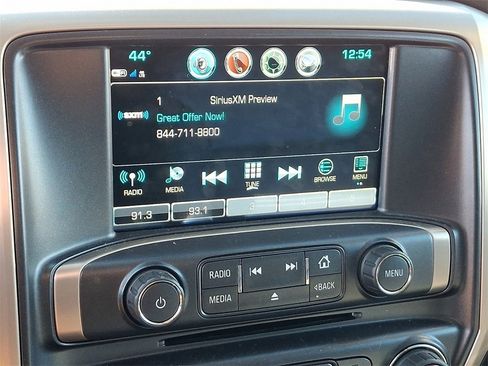 44° 12:54
1 SiriusXM Preview
Great Offer Now!
844-711-8800
RADIO MEDIA TUNE BROWSE MENU
91.3 93.1
RADIO
MENU
MEDIA BACK